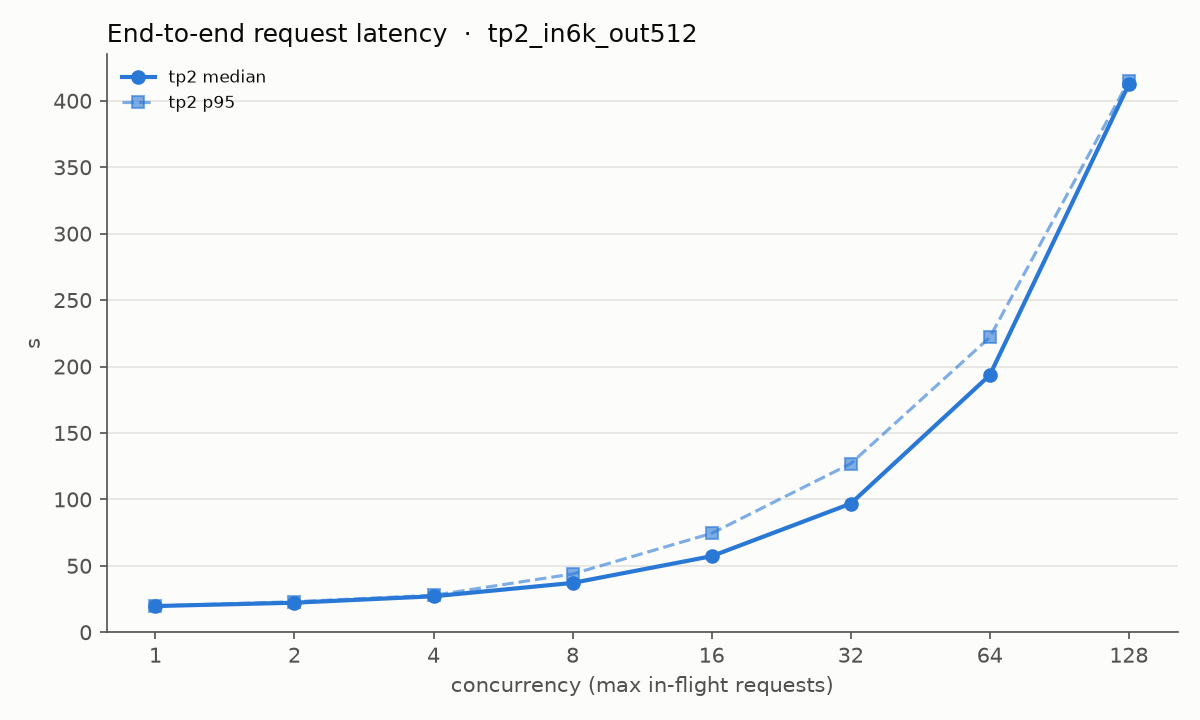 End-to-end request latency · tp2_in6k_out512
tp2 median
tp2 p95
400
350
300
250
200
150
100
50
0
s
1 2 4 8 16 32 64 128
concurrency (max in-flight requests)